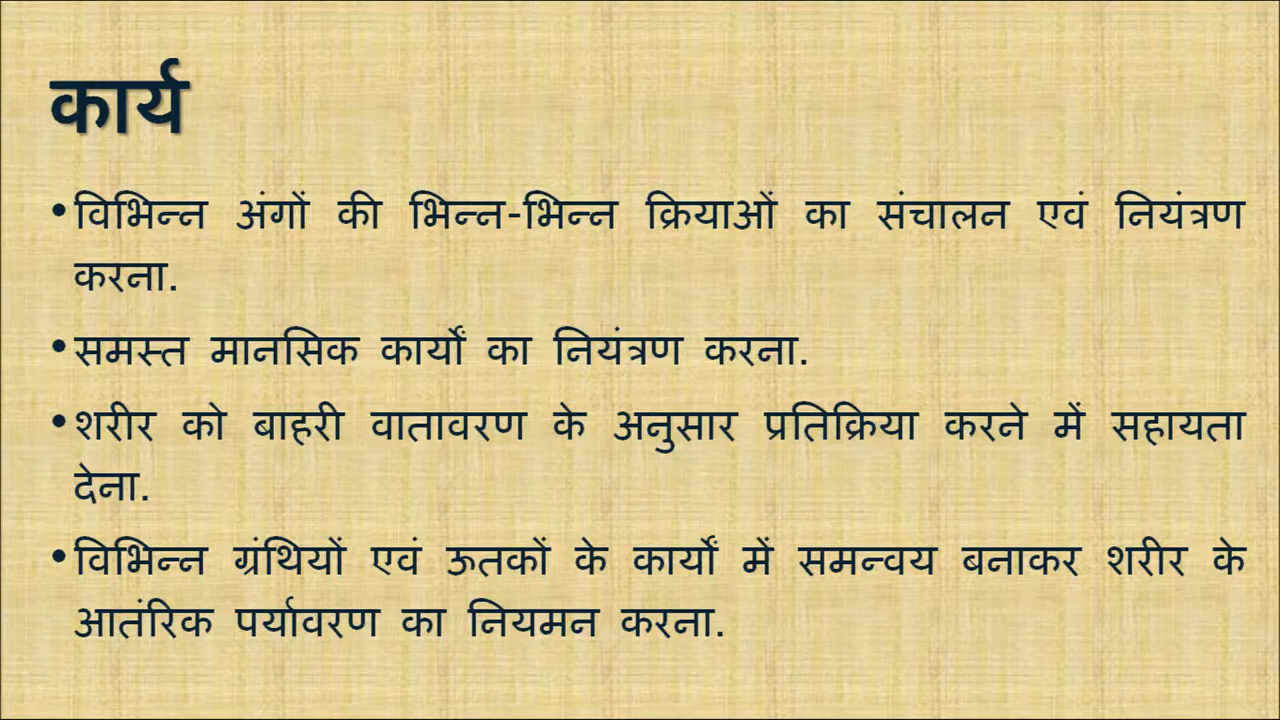 कार्य
•विभिन्न अंगों की भिन्न-भिन्न क्रियाओं का संचालन एवं नियंत्रण
करना.
•समस्त मानसिक कार्यों का नियंत्रण करना.
•शरीर को बाहरी वातावरण के अनुसार प्रतिक्रिया करने में सहायता
देना.
•विभिन्न ग्रंथियों एवं ऊतकों के कार्यों में समन्वय बनाकर शरीर के
आतंरिक पर्यावरण का नियमन करना.